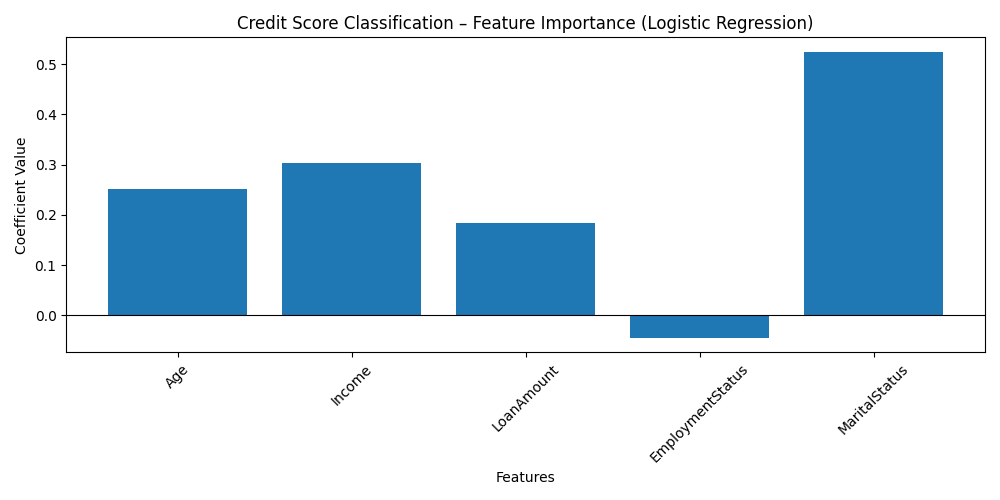 Credit Score Classification – Feature Importance (Logistic Regression)
Coefficient Value
0.5
0.4
0.3
0.2
0.1
0.0
Age
Income
LoanAmount
EmploymentStatus
MaritalStatus
Features